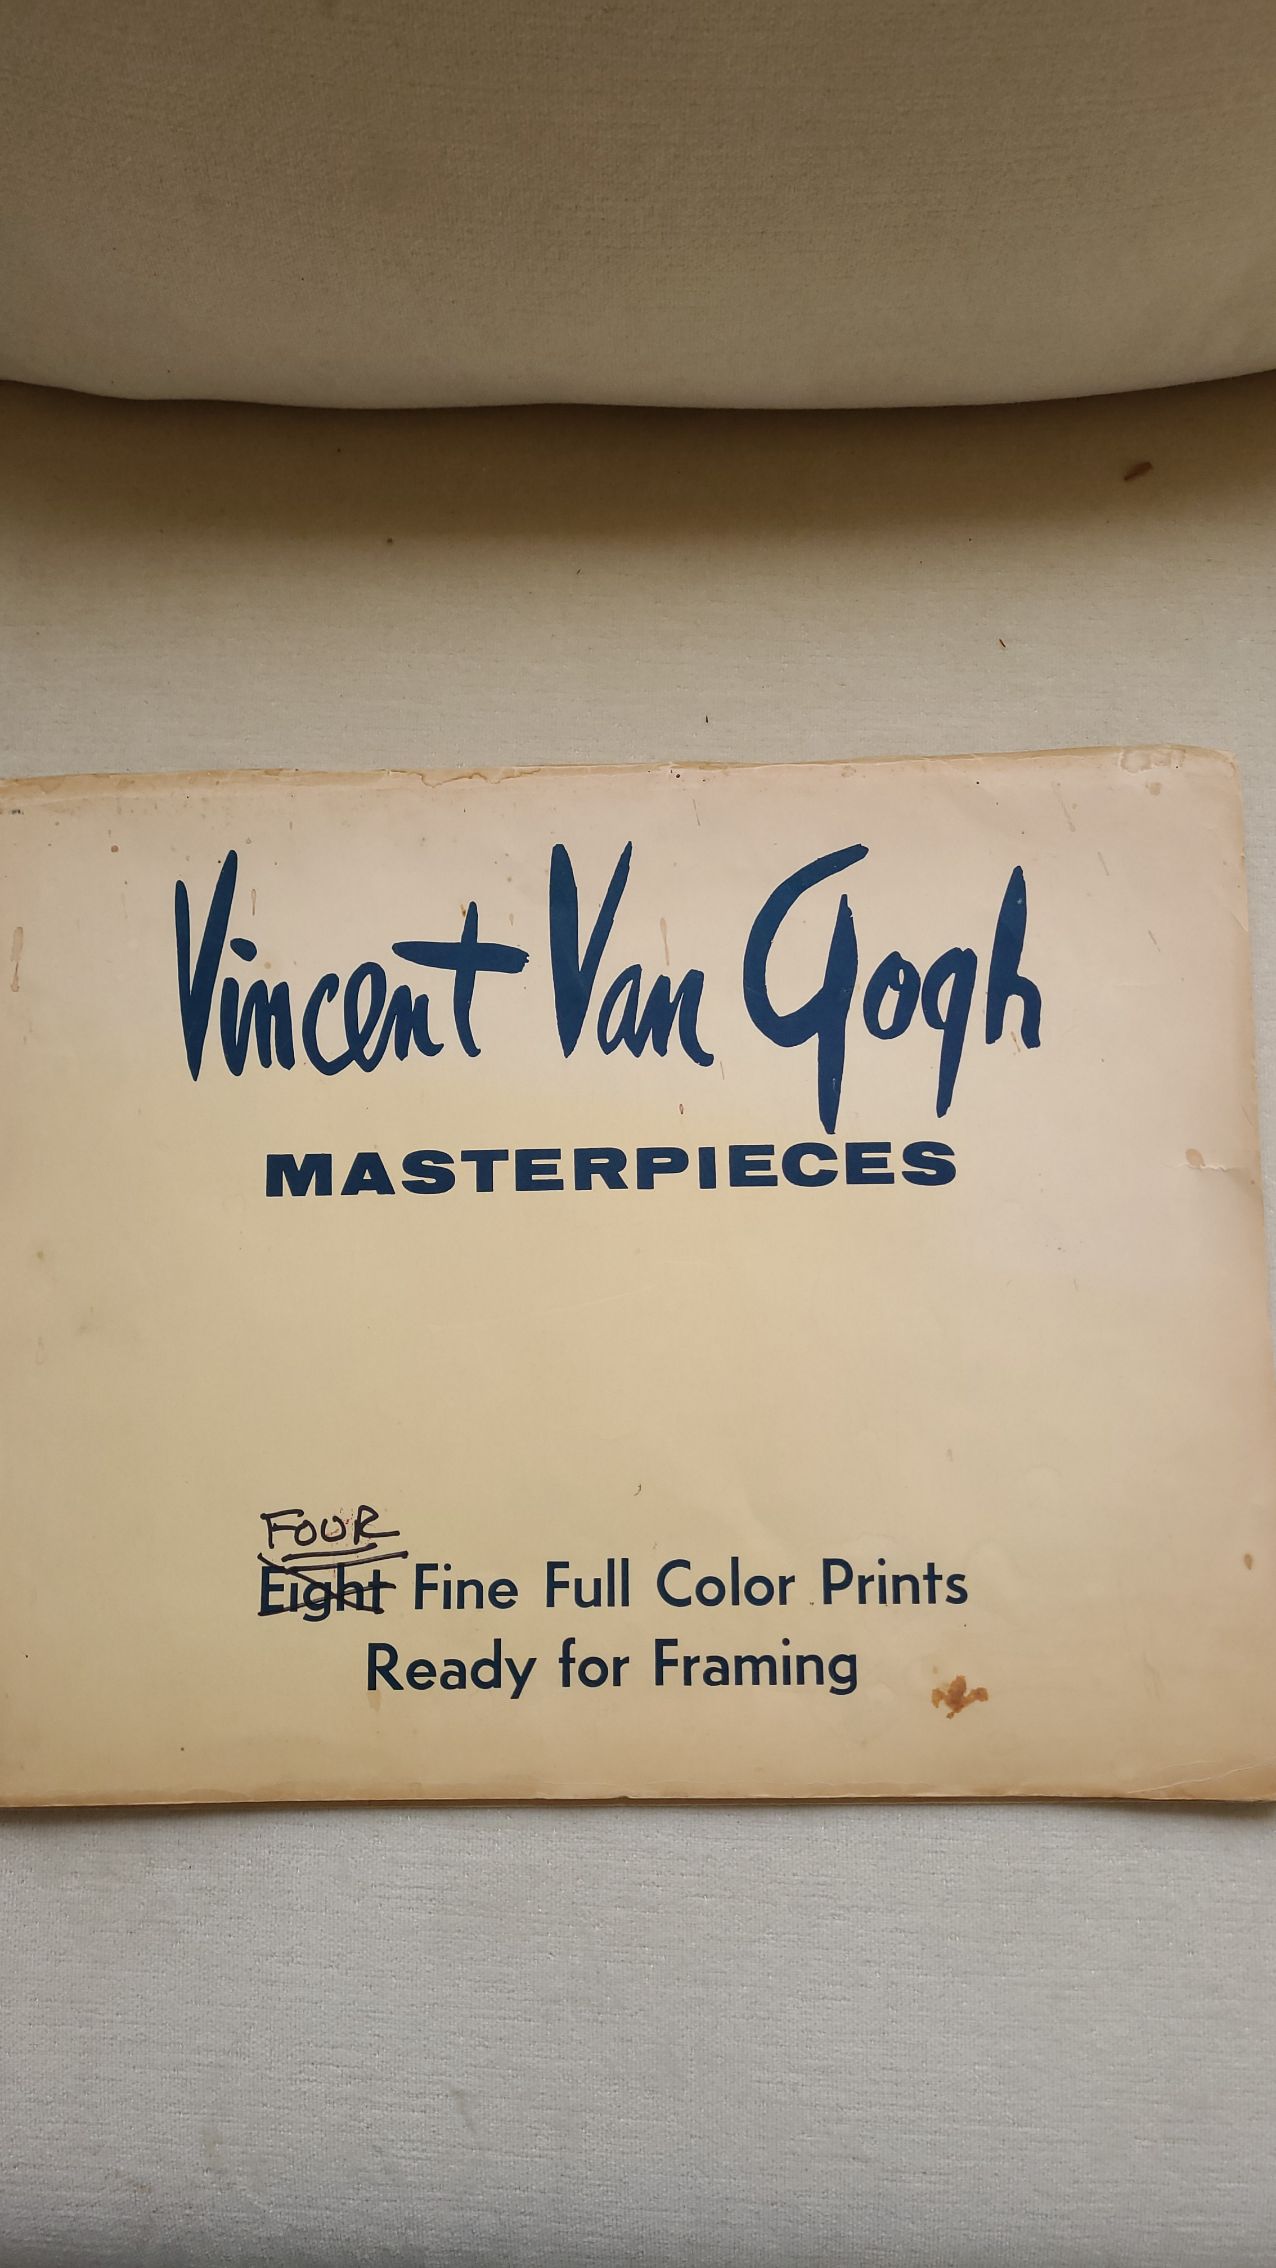 Vincent Van Gogh
MASTERPIECES
FOUR
Eight Fine Full Color Prints
Ready for Framing